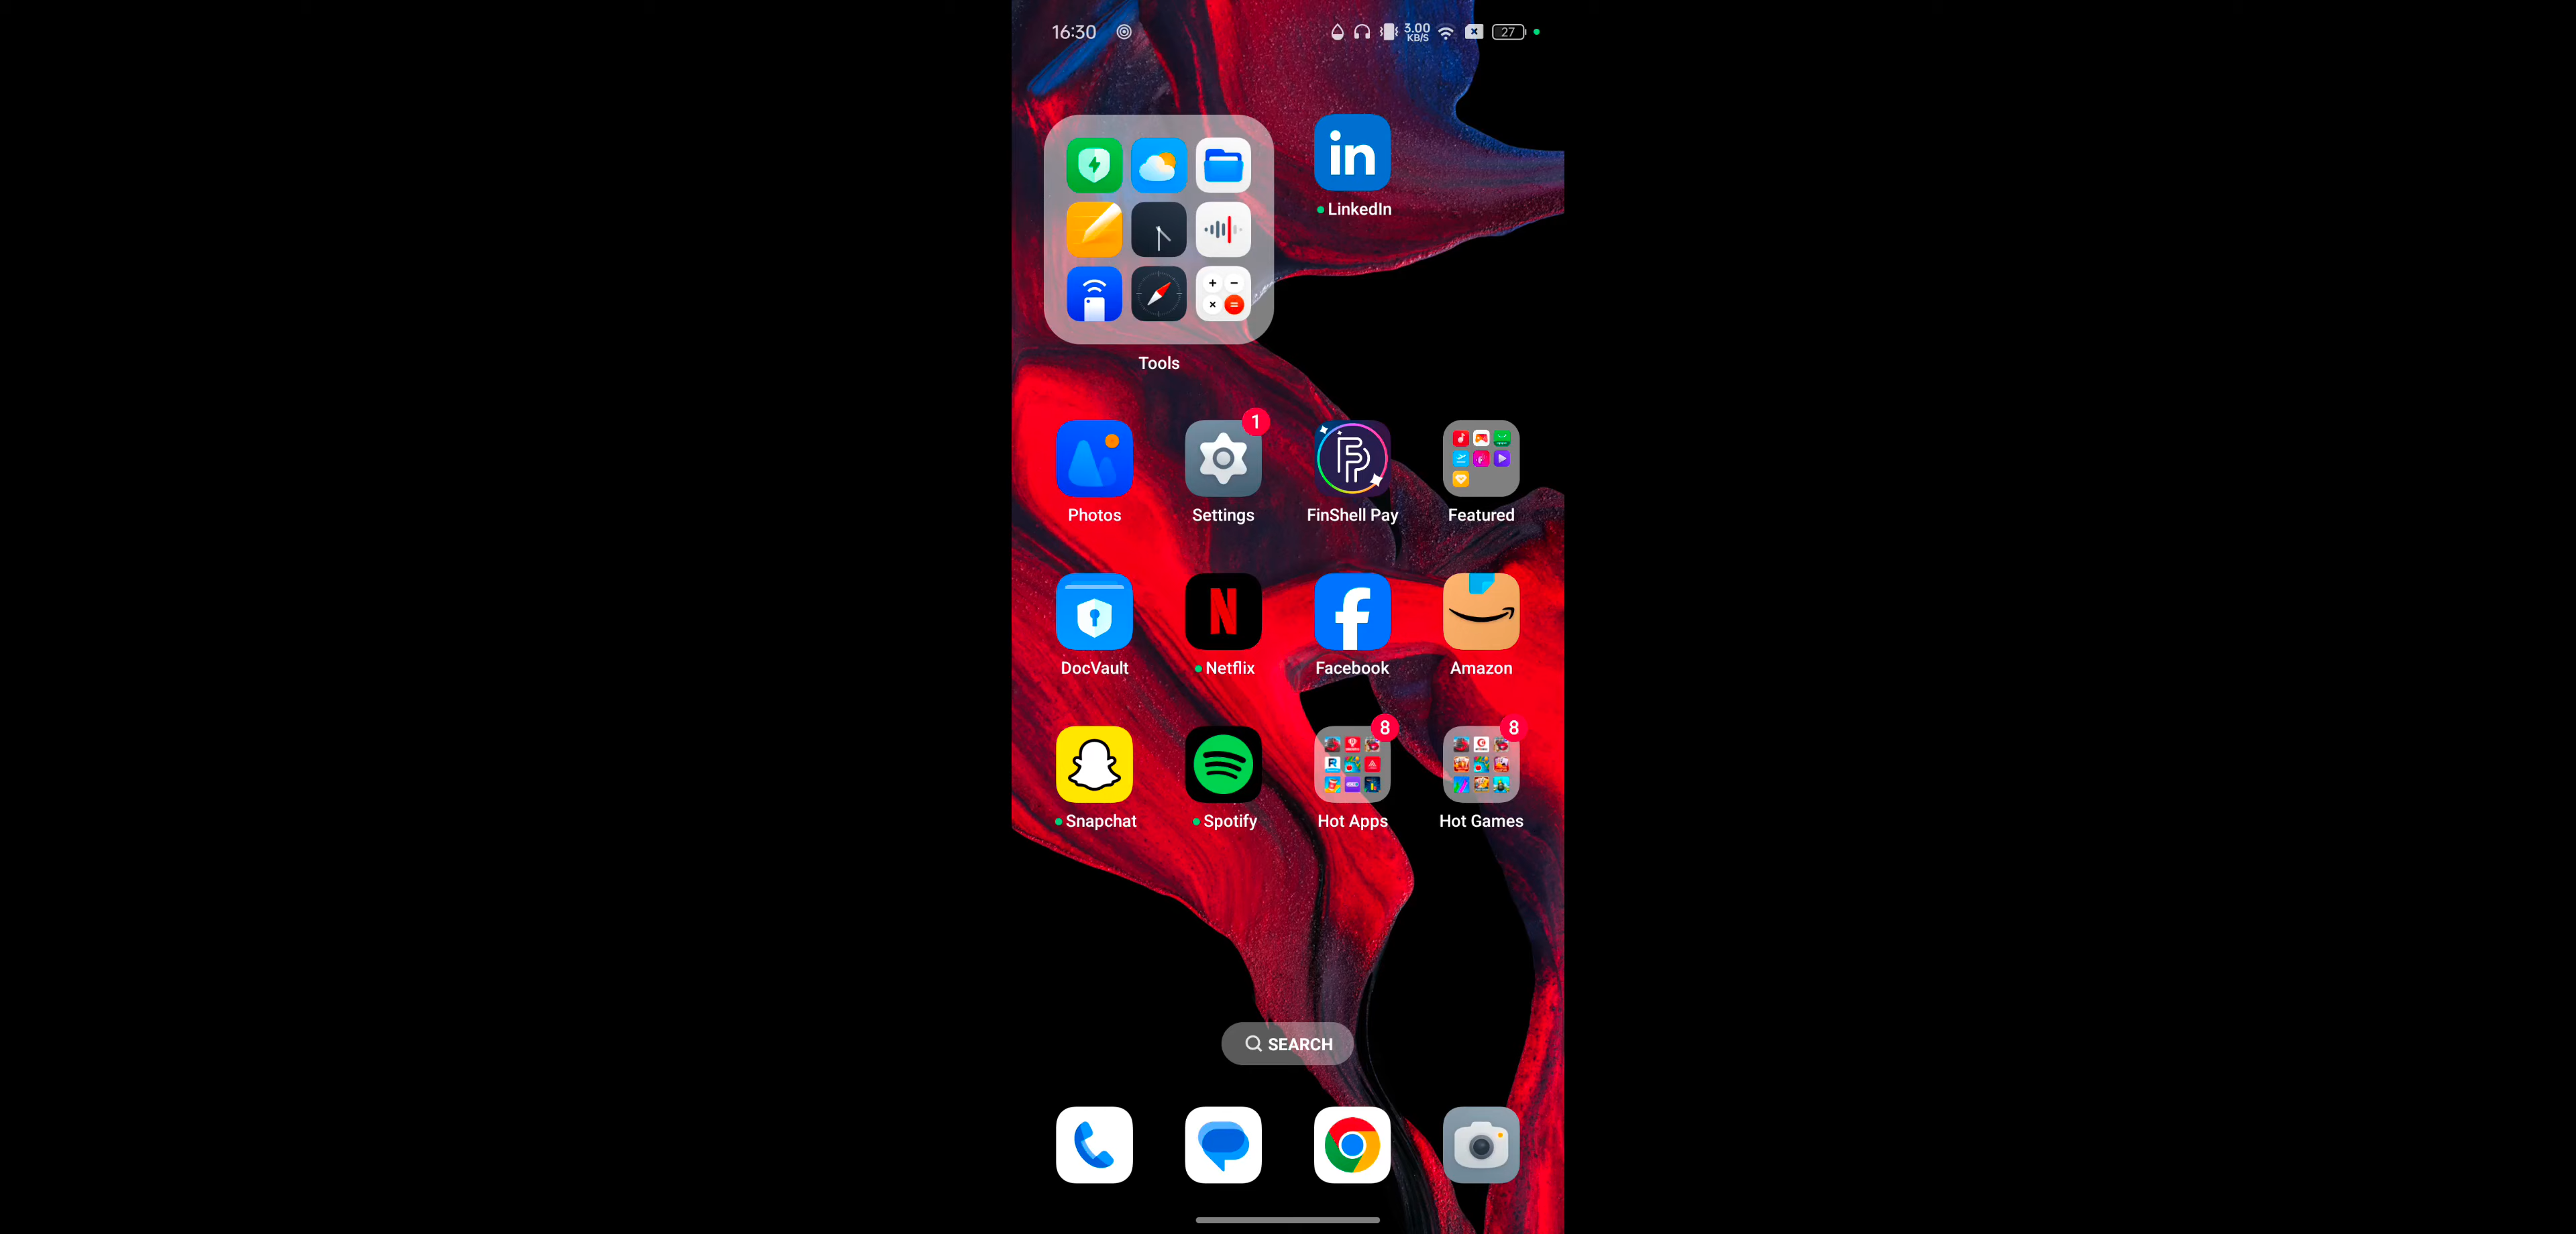 16:30
3.00
KB/S
27
in
LinkedIn
Tools
1
Photos
Settings
FinShell Pay
Featured
DocVault
Netflix
Facebook
Amazon
8
8
Snapchat
Spotify
Hot Apps
Hot Games
SEARCH